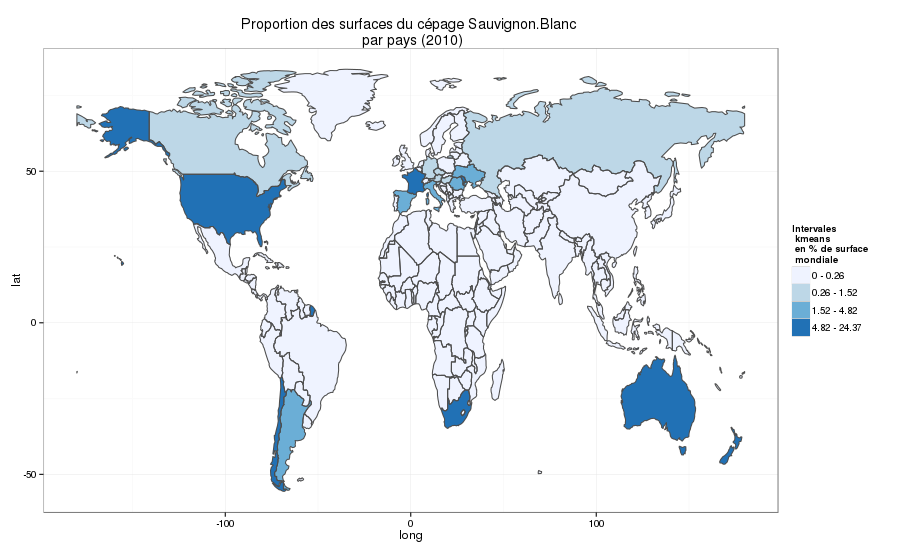 Proportion des surfaces du cépage Sauvignon.Blanc
par pays (2010)
50
0
-50
lat
-100
0
100
long
Intervales
kmeans
en % de surface
mondiale
0 - 0.26
0.26 - 1.52
1.52 - 4.82
4.82 - 24.37